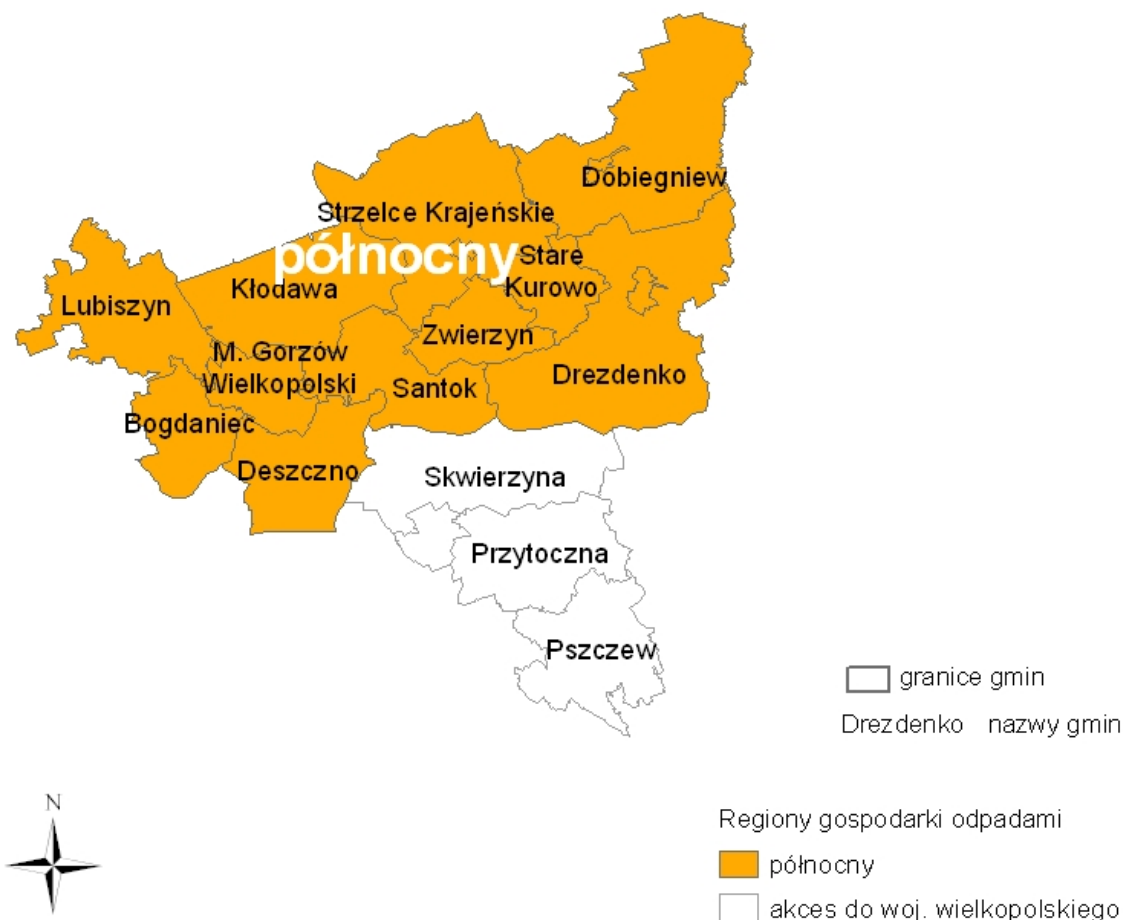 Dobiegniew
Strzelce Krajeńskie
północny
Stare
Kurowo
Kłodawa
Lubiszyn
Zwierzyn
M. Gorzów
Wielkopolski
Santok
Drezdenko
Bogdaniec
Deszczno
Skwierzyna
Przytoczna
Pszczew
granice gmin
Drezdenko nazwy gmin
N
Regiony gospodarki odpadami
północny
akces do woj. wielkopolskiego